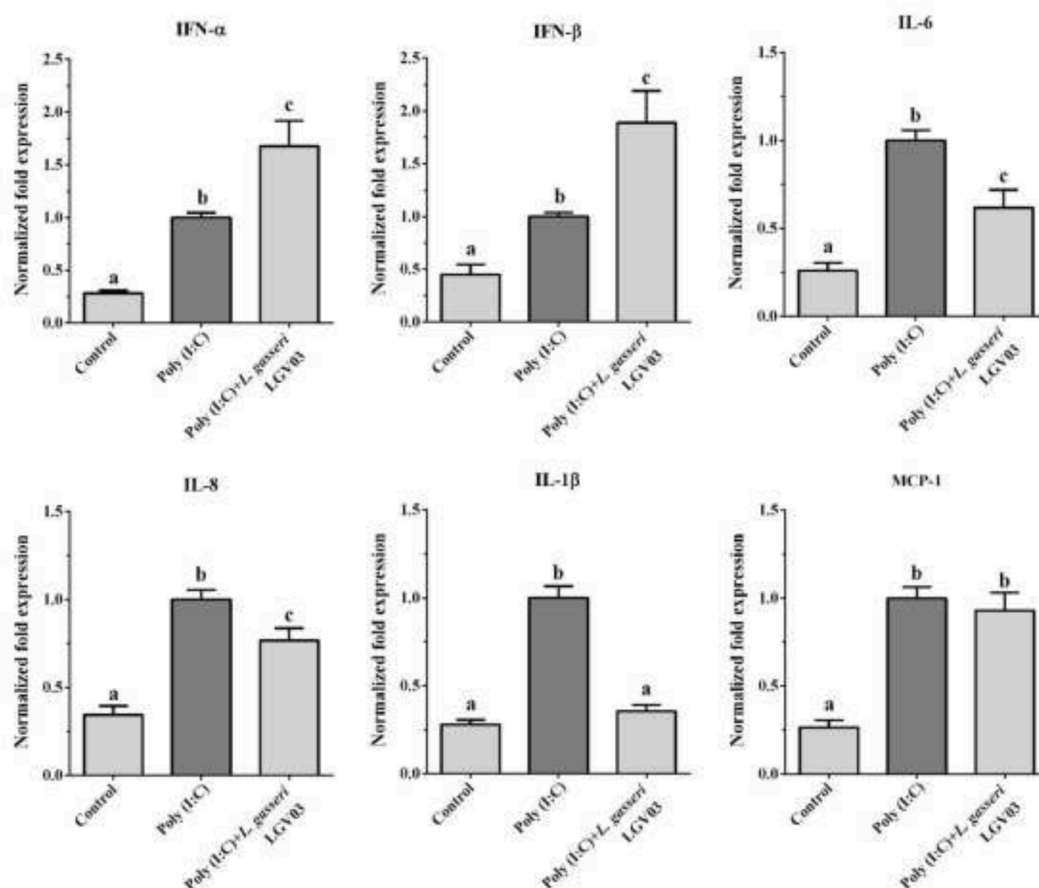 IFN-α
Normalized fold expression
2.5
2.0
1.5
1.0
0.5
0.0
a
b
c
Control
Poly (I:C)
Poly (I:C)+L. gasseri
LGV03
IFN-β
Normalized fold expression
2.5
2.0
1.5
1.0
0.5
0.0
a
b
c
Control
Poly (I:C)
Poly (I:C)+L. gasseri
LGV03
IL-6
Normalized fold expression
1.5
1.0
0.5
0.0
a
b
c
Control
Poly (I:C)
Poly (I:C)+L. gasseri
LGV03
IL-8
Normalized fold expression
1.5
1.0
0.5
0.0
a
b
c
Control
Poly (I:C)
Poly (I:C)+L. gasseri
LGV03
IL-1β
Normalized fold expression
1.5
1.0
0.5
0.0
a
b
a
Control
Poly (I:C)
Poly (I:C)+L. gasseri
LGV03
MCP-1
Normalized fold expression
1.5
1.0
0.5
0.0
a
b
b
Control
Poly (I:C)
Poly (I:C)+L. gasseri
LGV03